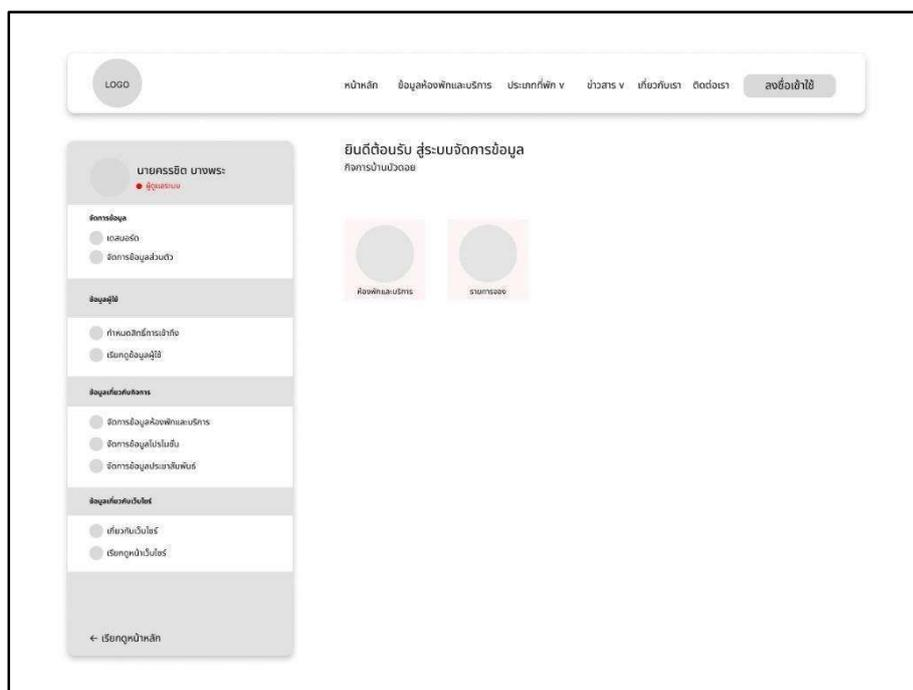 LOGO
หน้าหลัก ข้อมูลห้องพักและบริการ ประเภทที่พัก v ข่าวสาร v เกี่ยวกับเรา ติดต่อเรา ลงชื่อเข้าใช้
นายครรชิต บางพระ
ผู้ดูแลระบบ
จัดการข้อมูล
แดสบอร์ด
จัดการข้อมูลส่วนตัว
ข้อมูลผู้ใช้
กำหนดสิทธิ์การเข้าถึง
เรียกดูข้อมูลผู้ใช้
ข้อมูลเกี่ยวกับกิจการ
จัดการข้อมูลห้องพักและบริการ
จัดการข้อมูลโปรโมชั่น
จัดการข้อมูลประชาสัมพันธ์
ข้อมูลเกี่ยวกับเว็บไซร์
เกี่ยวกับเว็บไซร์
เรียกดูหน้าเว็บไซร์
← เรียกดูหน้าหลัก
ยินดีต้อนรับ สู่ระบบจัดการข้อมูล
กิจการบ้านบัวดอย
ห้องพักและบริการ
รายการจอง